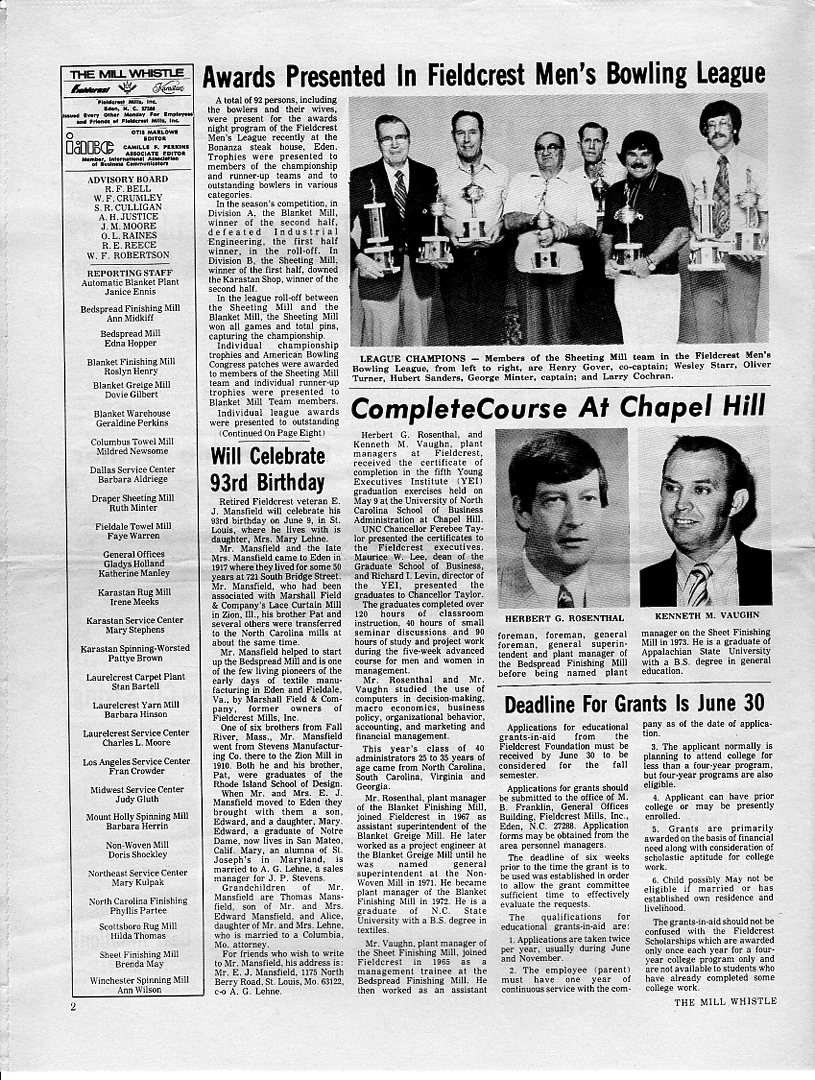 THE MILL WHISTLE
Fieldcrest
Karastan
Fieldcrest Mills, Inc.
Eden, N. C. 27288
Issued Every Other Monday For Employees
and Friends of Fieldcrest Mills, Inc.
OTIS MARLOWE
EDITOR
iabc
CAMILLE F. PERKINS
ASSOCIATE EDITOR
Member, International Association
of Business Communicators
ADVISORY BOARD
R. F. BELL
W. F. CRUMLEY
S. R. CULLIGAN
A. H. JUSTICE
J. M. MOORE
O. L. RAINES
R. E. REECE
W. F. ROBERTSON
REPORTING STAFF
Automatic Blanket Plant
Janice Ennis
Bedspread Finishing Mill
Ann Midkiff
Bedspread Mill
Edna Hopper
Blanket Finishing Mill
Roslyn Henry
Blanket Greige Mill
Dovie Gilbert
Blanket Warehouse
Geraldine Perkins
Columbus Towel Mill
Mildred Newsome
Dallas Service Center
Barbara Aldriege
Draper Sheeting Mill
Ruth Minter
Fieldale Towel Mill
Faye Warren
General Offices
Gladys Holland
Katherine Manley
Karastan Rug Mill
Irene Meeks
Karastan Service Center
Mary Stephens
Karastan Spinning-Worsted
Pattye Brown
Laurelcrest Carpet Plant
Stan Bartell
Laurelcrest Yarn Mill
Barbara Hinson
Laurelcrest Service Center
Charles L. Moore
Los Angeles Service Center
Fran Crowder
Midwest Service Center
Judy Gluth
Mount Holly Spinning Mill
Barbara Herrin
Non-Woven Mill
Doris Shockley
Northeast Service Center
Mary Kulpak
North Carolina Finishing
Phyllis Partee
Scottsboro Rug Mill
Hilda Thomas
Sheet Finishing Mill
Brenda May
Winchester Spinning Mill
Ann Wilson
Awards Presented In Fieldcrest Men's Bowling League
A total of 92 persons, including
the bowlers and their wives,
were present for the awards
night program of the Fieldcrest
Men's League recently at the
Bonanza steak house, Eden.
Trophies were presented to
members of the championship
and runner-up teams and to
outstanding bowlers in various
categories.
In the season's competition, in
Division A, the Blanket Mill,
winner of the second half,
defeated Industrial
Engineering, the first half
winner, in the roll-off. In
Division B, the Sheeting Mill,
winner of the first half, downed
the Karastan Shop, winner of the
second half.
In the league roll-off between
the Sheeting Mill and the
Blanket Mill, the Sheeting Mill
won all games and total pins,
capturing the championship.
Individual championship
trophies and American Bowling
Congress patches were awarded
to members of the Sheeting Mill
team and individual runner-up
trophies were presented to
Blanket Mill Team members.
Individual league awards
were presented to outstanding
(Continued On Page Eight)
LEAGUE CHAMPIONS — Members of the Sheeting Mill team in the Fieldcrest Men's
Bowling League, from left to right, are Henry Gover, co-captain; Wesley Starr, Oliver
Turner, Hubert Sanders, George Minter, captain; and Larry Cochran.
Will Celebrate
93rd Birthday
Retired Fieldcrest veteran E.
J. Mansfield will celebrate his
93rd birthday on June 9, in St.
Louis, where he lives with is
daughter, Mrs. Mary Lehne.
Mr. Mansfield and the late
Mrs. Mansfield came to Eden in
1917 where they lived for some 50
years at 721 South Bridge Street.
Mr. Mansfield, who had been
associated with Marshall Field
& Company's Lace Curtain Mill
in Zion, Ill., his brother Pat and
several others were transferred
to the North Carolina mills at
about the same time.
Mr. Mansfield helped to start
up the Bedspread Mill and is one
of the few living pioneers of the
early days of textile manu-
facturing in Eden and Fieldale,
Va., by Marshall Field & Com-
pany, former owners of
Fieldcrest Mills, Inc.
One of six brothers from Fall
River, Mass., Mr. Mansfield
went from Stevens Manufactur-
ing Co. there to the Zion Mill in
1910. Both he and his brother,
Pat, were graduates of the
Rhode Island School of Design.
When Mr. and Mrs. E. J.
Mansfield moved to Eden they
brought with them a son,
Edward, and a daughter, Mary.
Edward, a graduate of Notre
Dame, now lives in San Mateo,
Calif. Mary, an alumna of St.
Joseph's in Maryland, is
married to A. G. Lehne, a sales
manager for J. P. Stevens.
Grandchildren of Mr.
Mansfield are Thomas Mans-
field, son of Mr. and Mrs.
Edward Mansfield, and Alice,
daughter of Mr. and Mrs. Lehne,
who is married to a Columbia,
Mo. attorney.
For friends who wish to write
to Mr. Mansfield, his address is:
Mr. E. J. Mansfield, 1175 North
Berry Road, St. Louis, Mo. 63122,
c-o A. G. Lehne.
Complete Course At Chapel Hill
Herbert G. Rosenthal, and
Kenneth M. Vaughn, plant
managers at Fieldcrest,
received the certificate of
completion in the fifth Young
Executives Institute (YEI)
graduation exercises held on
May 9 at the University of North
Carolina School of Business
Administration at Chapel Hill.
UNC Chancellor Ferebee Tay-
lor presented the certificates to
the Fieldcrest executives.
Maurice W. Lee, dean of the
Graduate School of Business,
and Richard I. Levin, director of
the YEI, presented the
graduates to Chancellor Taylor.
The graduates completed over
120 hours of classroom
instruction, 40 hours of small
seminar discussions and 90
hours of study and project work
during the five-week advanced
course for men and women in
management.
Mr. Rosenthal and Mr.
Vaughn studied the use of
computers in decision-making,
macro economics, business
policy, organizational behavior,
accounting, and marketing and
financial management.
This year's class of 40
administrators 25 to 35 years of
age came from North Carolina,
South Carolina, Virginia and
Georgia.
Mr. Rosenthal, plant manager
of the Blanket Finishing Mill,
joined Fieldcrest in 1967 as
assistant superintendent of the
Blanket Greige Mill. He later
worked as a project engineer at
the Blanket Greige Mill until he
was named general
superintendent at the Non-
Woven Mill in 1971. He became
plant manager of the Blanket
Finishing Mill in 1972. He is a
graduate of N.C. State
University with a B.S. degree in
textiles.
Mr. Vaughn, plant manager of
the Sheet Finishing Mill, joined
Fieldcrest in 1965 as a
management trainee at the
Bedspread Finishing Mill. He
then worked as an assistant
HERBERT G. ROSENTHAL
KENNETH M. VAUGHN
foreman, foreman, general
foreman, general superin-
tendent and plant manager of
the Bedspread Finishing Mill
before being named plant
manager on the Sheet Finishing
Mill in 1973. He is a graduate of
Appalachian State University
with a B.S. degree in general
education.
Deadline For Grants Is June 30
Applications for educational
grants-in-aid from the
Fieldcrest Foundation must be
received by June 30 to be
considered for the fall
semester.
Applications for grants should
be submitted to the office of M.
B. Franklin, General Offices
Building, Fieldcrest Mills, Inc.,
Eden, N.C. 27288. Application
forms may be obtained from the
area personnel managers.
The deadline of six weeks
prior to the time the grant is to
be used was established in order
to allow the grant committee
sufficient time to effectively
evaluate the requests.
The qualifications for
educational grants-in-aid are:
1. Applications are taken twice
per year, usually during June
and November.
2. The employee (parent)
must have one year of
continuous service with the com-
pany as of the date of applica-
tion.
3. The applicant normally is
planning to attend college for
less than a four-year program,
but four-year programs are also
eligible.
4. Applicant can have prior
college or may be presently
enrolled.
5. Grants are primarily
awarded on the basis of financial
need along with consideration of
scholastic aptitude for college
work.
6. Child possibly May not be
eligible if married or has
established own residence and
livelihood.
The grants-in-aid should not be
confused with the Fieldcrest
Scholarships which are awarded
only once each year for a four-
year college program only and
are not available to students who
have already completed some
college work.
2
THE MILL WHISTLE